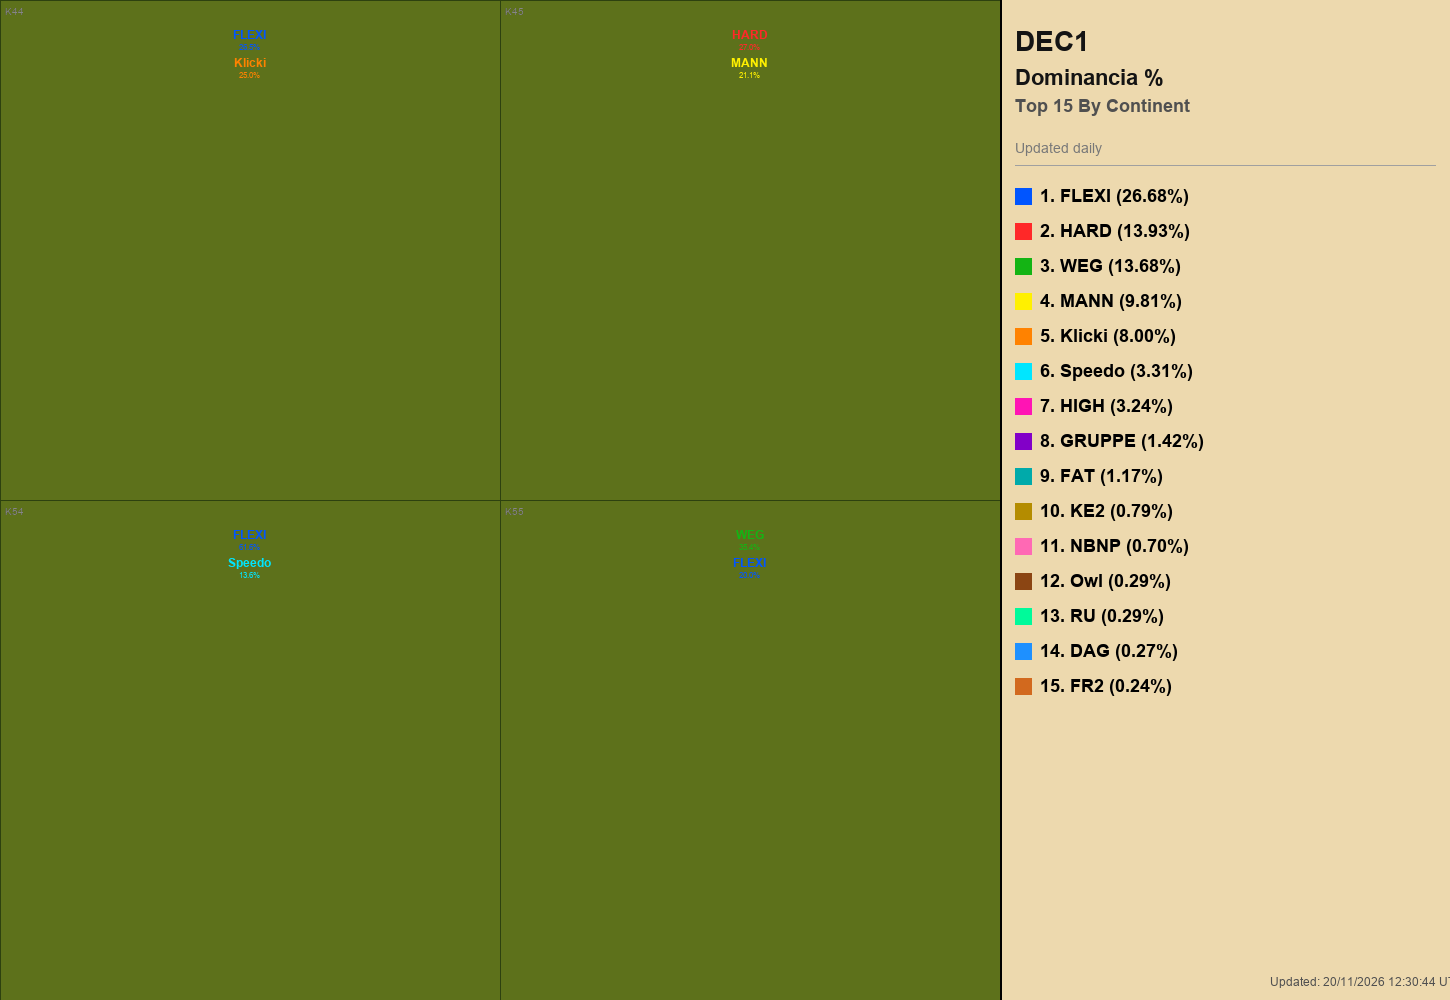 K44
FLEXI
Klicki
25.0%
K45
HARD
MANN
21.1%
K54
FLEXI
Speedo
13.6%
K55
WEG
FLEXI
DEC1
Dominancia %
Top 15 By Continent
Updated daily
1. FLEXI (26.68%)
2. HARD (13.93%)
3. WEG (13.68%)
4. MANN (9.81%)
5. Klicki (8.00%)
6. Speedo (3.31%)
7. HIGH (3.24%)
8. GRUPPE (1.42%)
9. FAT (1.17%)
10. KE2 (0.79%)
11. NBNP (0.70%)
12. Owl (0.29%)
13. RU (0.29%)
14. DAG (0.27%)
15. FR2 (0.24%)
Updated: 20/11/2026 12:30:44